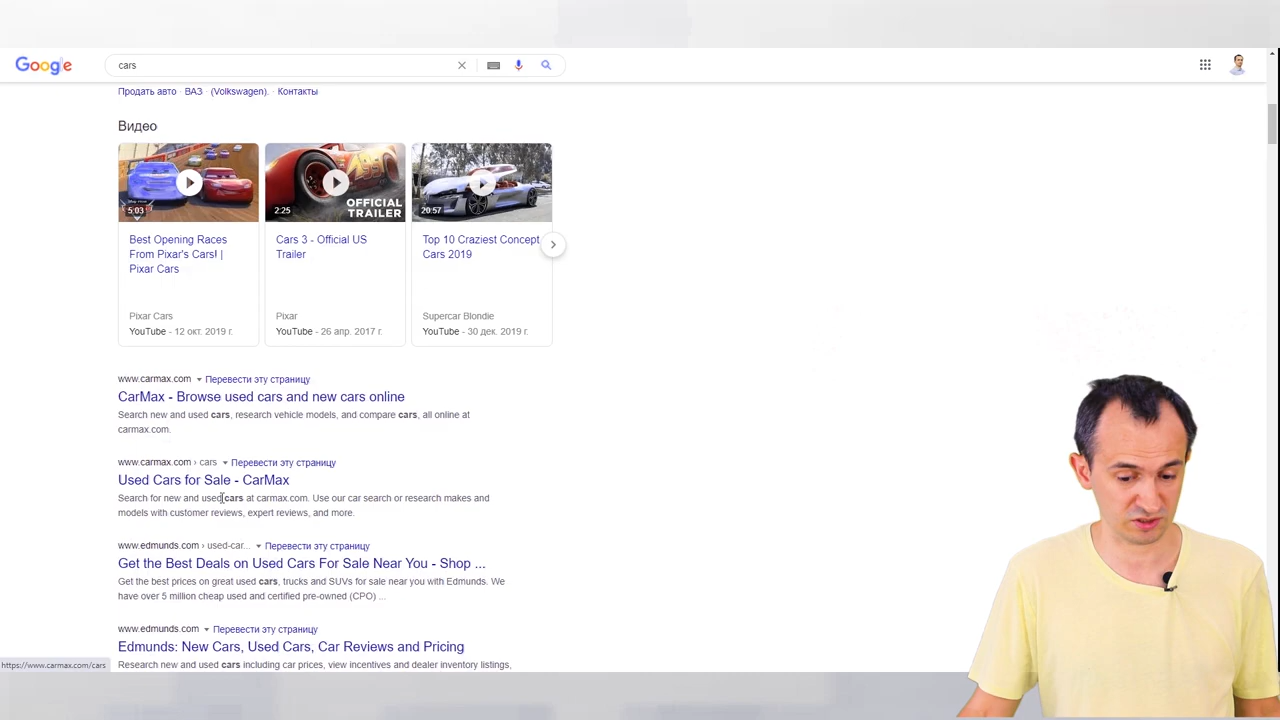 Google
cars
Продать авто · ВАЗ · (Volkswagen). · Контакты
Видео
5:03
2:25
OFFICIAL
TRAILER
20:57
Best Opening Races
From Pixar's Cars! |
Pixar Cars
Cars 3 - Official US
Trailer
Top 10 Craziest Concept
Cars 2019
Pixar Cars
YouTube - 12 окт. 2019 г.
Pixar
YouTube - 26 апр. 2017 г.
Supercar Blondie
YouTube - 30 дек. 2019 г.
www.carmax.com ▾ Перевести эту страницу
CarMax - Browse used cars and new cars online
Search new and used cars, research vehicle models, and compare cars, all online at
carmax.com.
www.carmax.com › cars ▾ Перевести эту страницу
Used Cars for Sale - CarMax
Search for new and used cars at carmax.com. Use our car search or research makes and
models with customer reviews, expert reviews, and more.
www.edmunds.com › used-car... ▾ Перевести эту страницу
Get the Best Deals on Used Cars For Sale Near You - Shop ...
Get the best prices on great used cars, trucks and SUVs for sale near you with Edmunds. We
have over 5 million cheap used and certified pre-owned (CPO) ...
www.edmunds.com ▾ Перевести эту страницу
Edmunds: New Cars, Used Cars, Car Reviews and Pricing
Research new and used cars including car prices, view incentives and dealer inventory listings,
https://www.carmax.com/cars